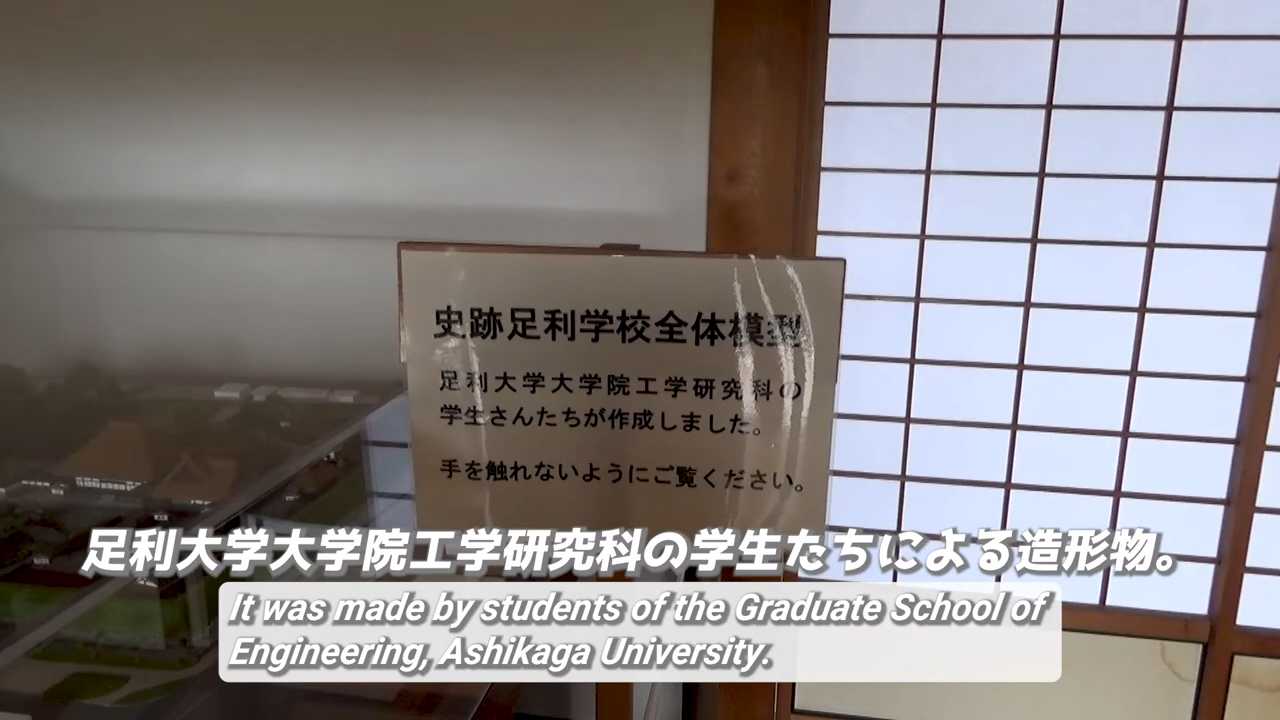 史跡足利学校全体模型
足利大学大学院工学研究科の
学生さんたちが作成しました。
手を触れないようにご覧ください。
足利大学大学院工学研究科の学生たちによる造形物。
It was made by students of the Graduate School of
Engineering, Ashikaga University.